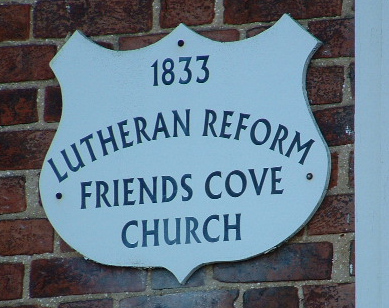 1833
LUTHERAN REFORM
FRIENDS COVE
CHURCH